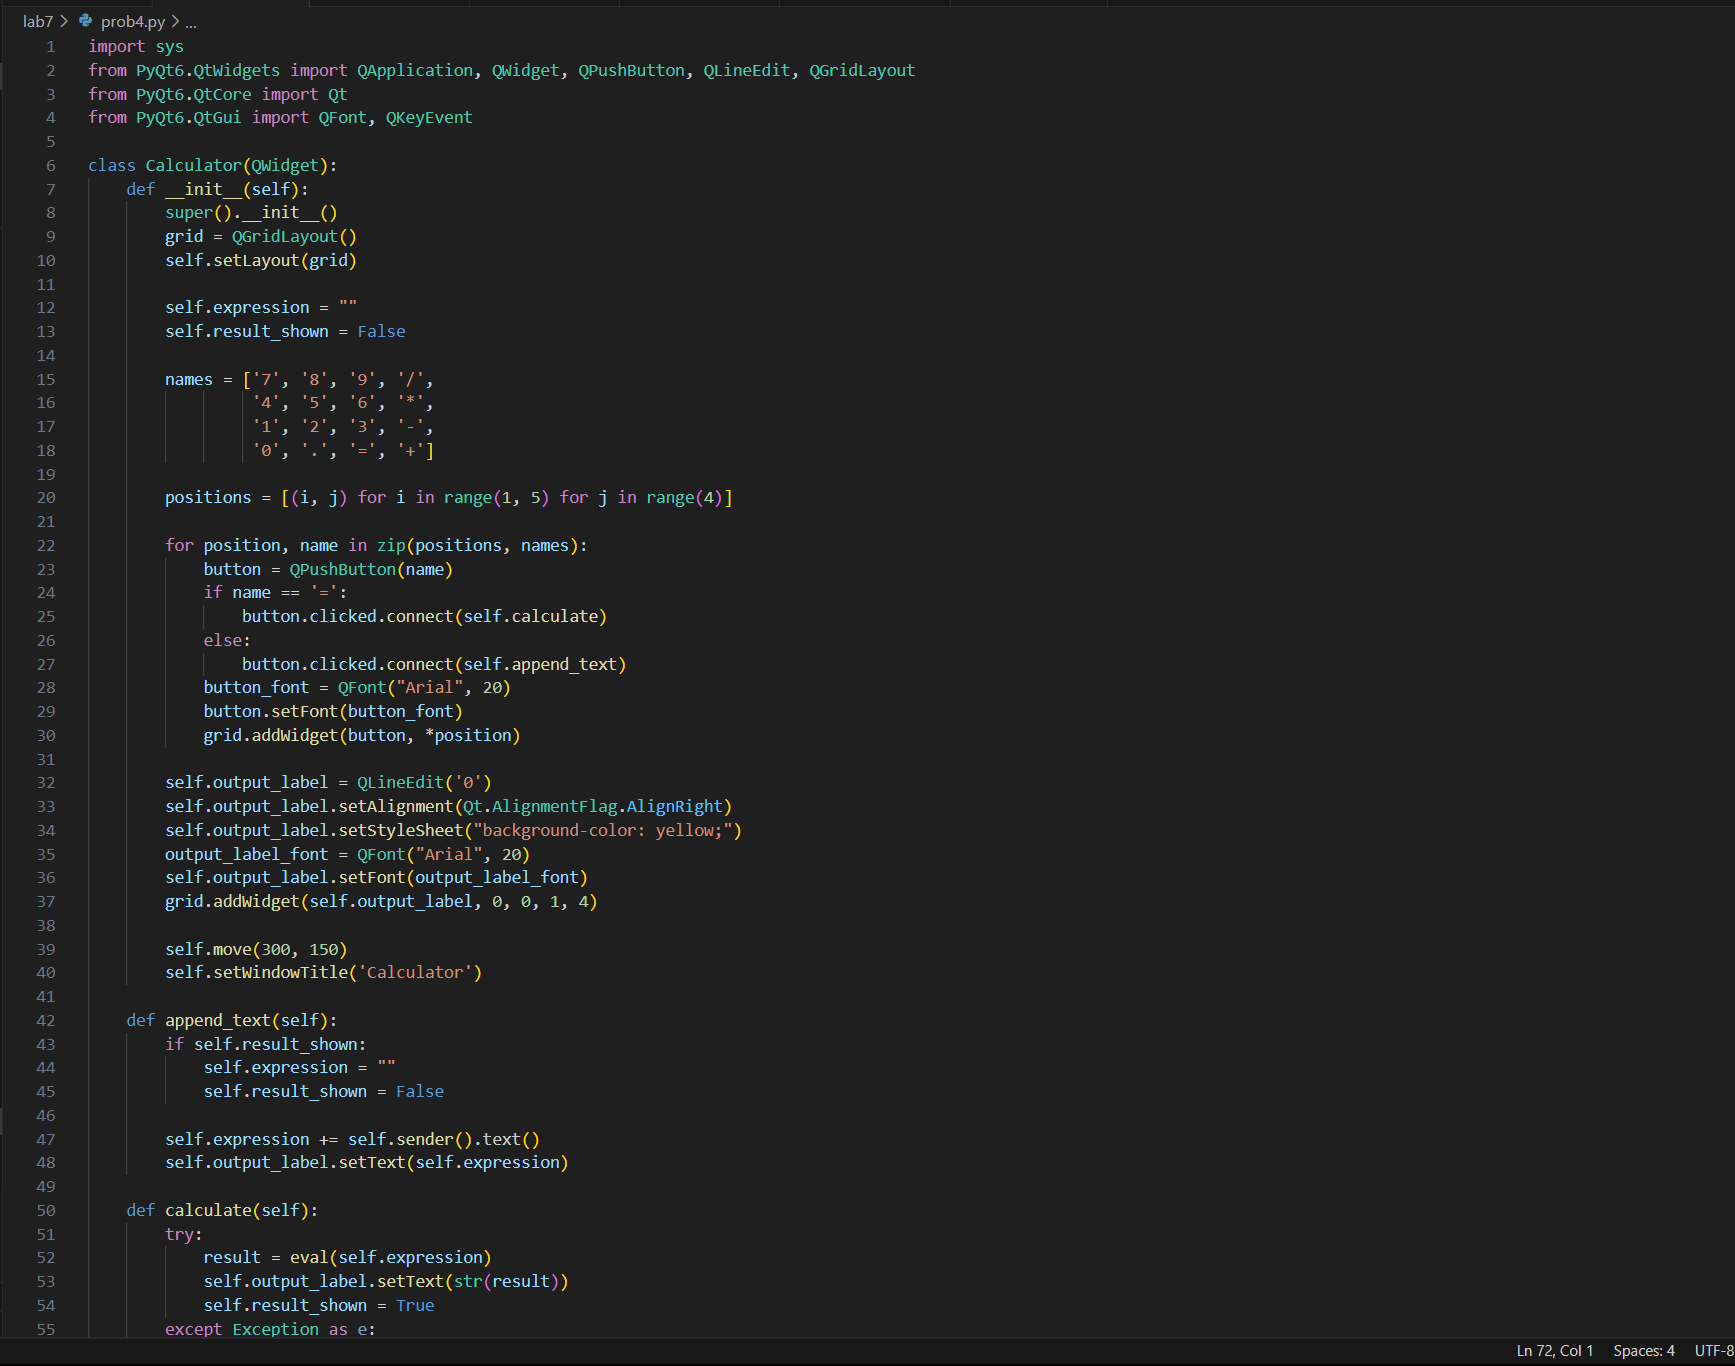 lab7 > prob4.py > ...
1 import sys
2 from PyQt6.QtWidgets import QApplication, QWidget, QPushButton, QLineEdit, QGridLayout
3 from PyQt6.QtCore import Qt
4 from PyQt6.QtGui import QFont, QKeyEvent
5
6 class Calculator(QWidget):
7     def __init__(self):
8         super().__init__()
9         grid = QGridLayout()
10         self.setLayout(grid)
11
12         self.expression = ""
13         self.result_shown = False
14
15         names = ['7', '8', '9', '/',
16                  '4', '5', '6', '*',
17                  '1', '2', '3', '-',
18                  '0', '.', '=', '+']
19
20         positions = [(i, j) for i in range(1, 5) for j in range(4)]
21
22         for position, name in zip(positions, names):
23             button = QPushButton(name)
24             if name == '=':
25                 button.clicked.connect(self.calculate)
26             else:
27                 button.clicked.connect(self.append_text)
28             button_font = QFont("Arial", 20)
29             button.setFont(button_font)
30             grid.addWidget(button, *position)
31
32         self.output_label = QLineEdit('0')
33         self.output_label.setAlignment(Qt.AlignmentFlag.AlignRight)
34         self.output_label.setStyleSheet("background-color: yellow;")
35         output_label_font = QFont("Arial", 20)
36         self.output_label.setFont(output_label_font)
37         grid.addWidget(self.output_label, 0, 0, 1, 4)
38
39         self.move(300, 150)
40         self.setWindowTitle('Calculator')
41
42     def append_text(self):
43         if self.result_shown:
44             self.expression = ""
45             self.result_shown = False
46
47         self.expression += self.sender().text()
48         self.output_label.setText(self.expression)
49
50     def calculate(self):
51         try:
52             result = eval(self.expression)
53             self.output_label.setText(str(result))
54             self.result_shown = True
55         except Exception as e:
Ln 72, Col 1 Spaces: 4 UTF-8